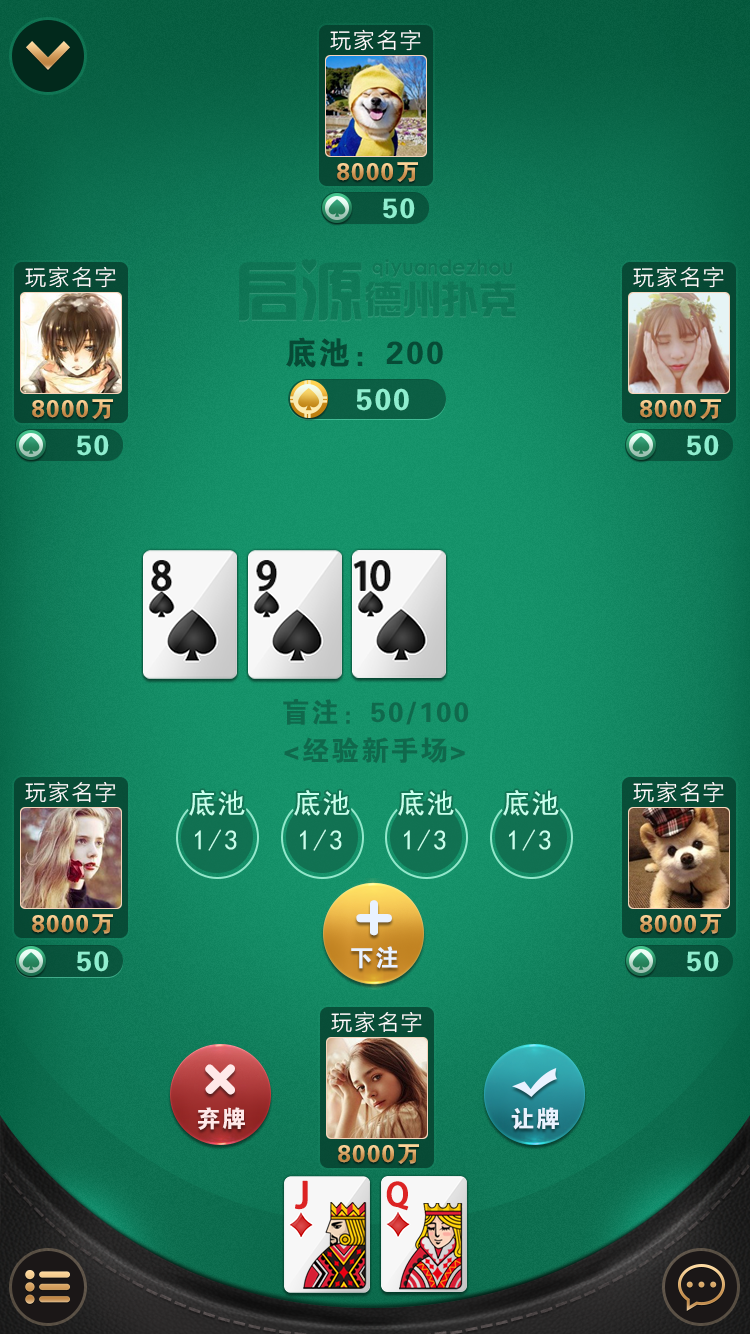 玩家名字
8000万
50
启源 qiyuandezhou
德州扑克
玩家名字
8000万
50
玩家名字
8000万
50
底池：200
500
8
9
10
盲注：50/100
<经验新手场>
玩家名字
8000万
50
底池
1/3
底池
1/3
底池
1/3
底池
1/3
玩家名字
8000万
50
下注
玩家名字
8000万
弃牌
让牌
J
Q